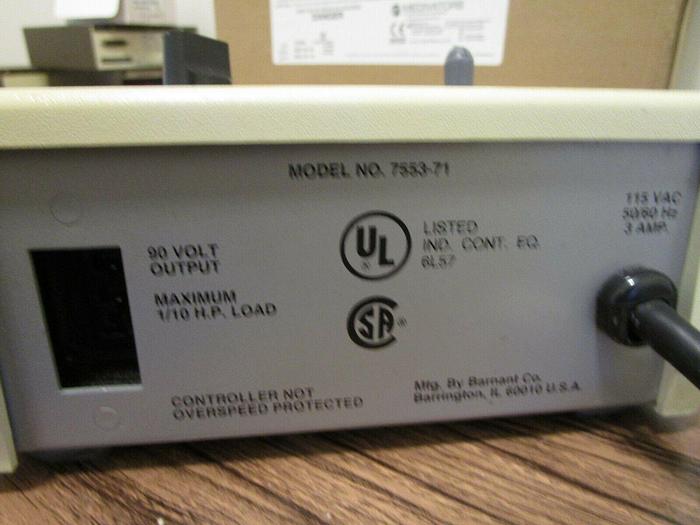 MODEL NO. 7553-71
115 VAC
50/60 Hz
3 AMP.
90 VOLT
OUTPUT
UL
LISTED
IND. CONT. EQ.
6L57
MAXIMUM
1/10 H.P. LOAD
SA®
CONTROLLER NOT
OVERSPEED PROTECTED
Mfg. By Barnant Co.
Barrington, IL 60010 U.S.A.